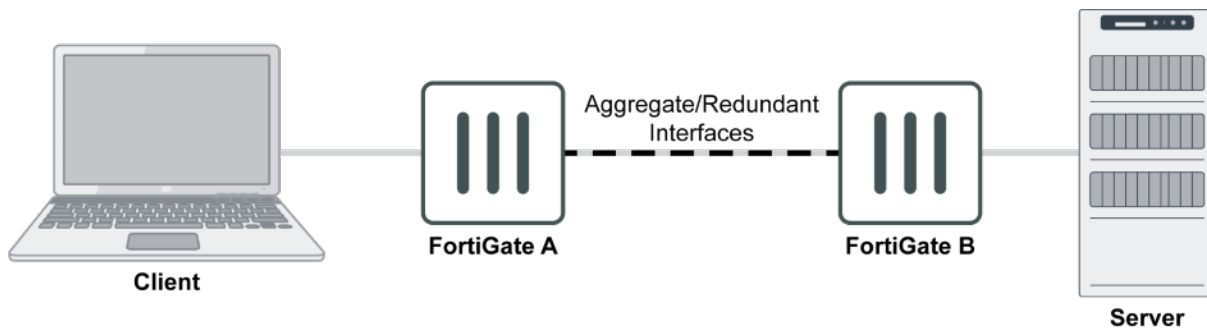 Aggregate/Redundant
Interfaces
FortiGate A
FortiGate B
Client
Server